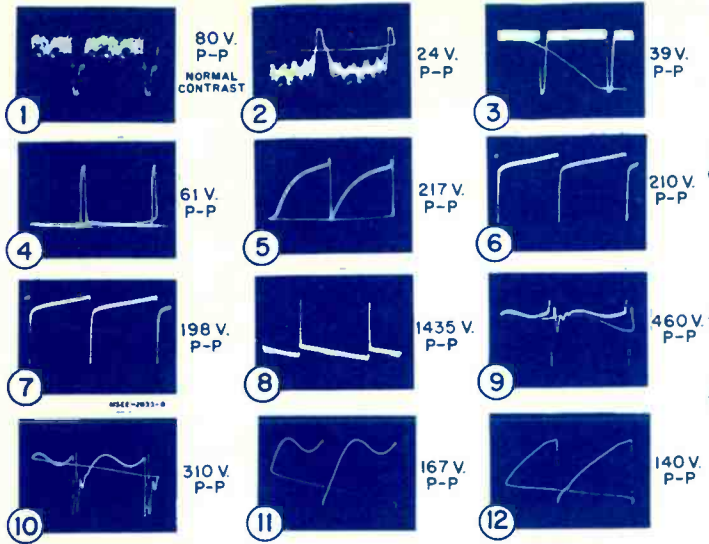 80 V.
P-P
NORMAL
CONTRAST
1
24 V.
P-P
2
39 V.
P-P
3
61 V.
P-P
4
217 V.
P-P
5
210 V.
P-P
6
198 V.
P-P
7
1435 V.
P-P
8
460 V.
P-P
9
310 V.
P-P
10
167 V.
P-P
11
140 V.
P-P
12